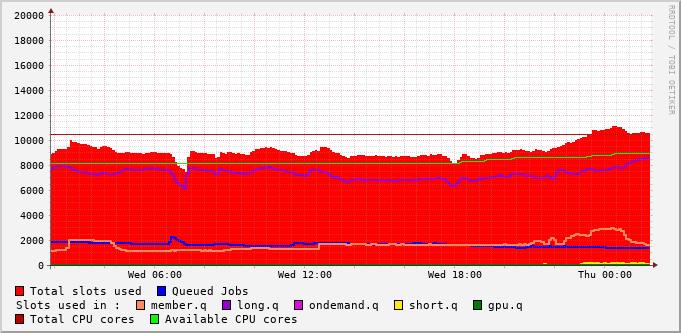 20000
18000
16000
14000
12000
10000
8000
6000
4000
2000
0
Wed 06:00 Wed 12:00 Wed 18:00 Thu 00:00
RRDTOOL / TOBI OETIKER
Total slots used Queued Jobs
Slots used in : member.q long.q ondemand.q short.q gpu.q
Total CPU cores Available CPU cores